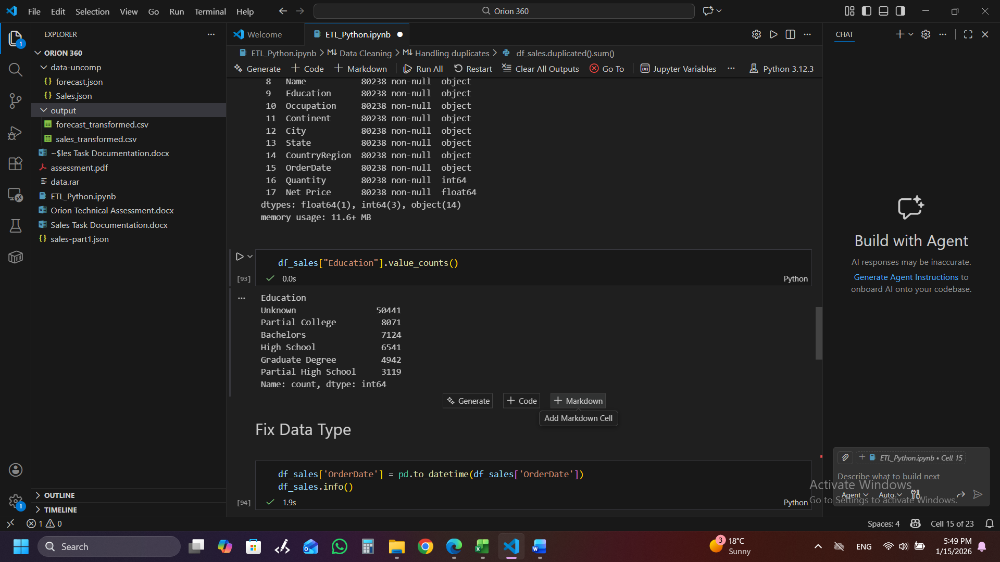 File Edit Selection View Go Run Terminal Help
Orion 360
EXPLORER
ORION 360
data-uncomp
forecast.json
Sales.json
output
forecast_transformed.csv
sales_transformed.csv
~$les Task Documentation.docx
assessment.pdf
data.rar
ETL_Python.ipynb
Orion Technical Assessment.docx
Sales Task Documentation.docx
sales-part1.json
OUTLINE
TIMELINE
Welcome
ETL_Python.ipynb
ETL_Python.ipynb > Data Cleaning > Handling duplicates > df_sales.duplicated().sum()
Generate + Code + Markdown Run All Restart Clear All Outputs Go To Jupyter Variables ... Python 3.12.3
8 Name 80238 non-null object
9 Education 80238 non-null object
10 Occupation 80238 non-null object
11 Continent 80238 non-null object
12 City 80238 non-null object
13 State 80238 non-null object
14 CountryRegion 80238 non-null object
15 OrderDate 80238 non-null object
16 Quantity 80238 non-null int64
17 Net Price 80238 non-null float64
dtypes: float64(1), int64(3), object(14)
memory usage: 11.6+ MB
df_sales["Education"].value_counts()
[93] 0.0s Python
Education
Unknown 50441
Partial College 8071
Bachelors 7124
High School 6541
Graduate Degree 4942
Partial High School 3119
Name: count, dtype: int64
Generate + Code + Markdown
Add Markdown Cell
Fix Data Type
df_sales['OrderDate'] = pd.to_datetime(df_sales['OrderDate'])
df_sales.info()
[94] 1.9s Python
CHAT
Build with Agent
AI responses may be inaccurate.
Generate Agent Instructions to
onboard AI onto your codebase.
+ ETL_Python.ipynb • Cell 15
Describe what to build next
Agent Auto
Activate Windows
Go to Settings to activate Windows.
1 0
Spaces: 4 Cell 15 of 23
Search
3
18°C
Sunny
ENG
5:49 PM
1/15/2026